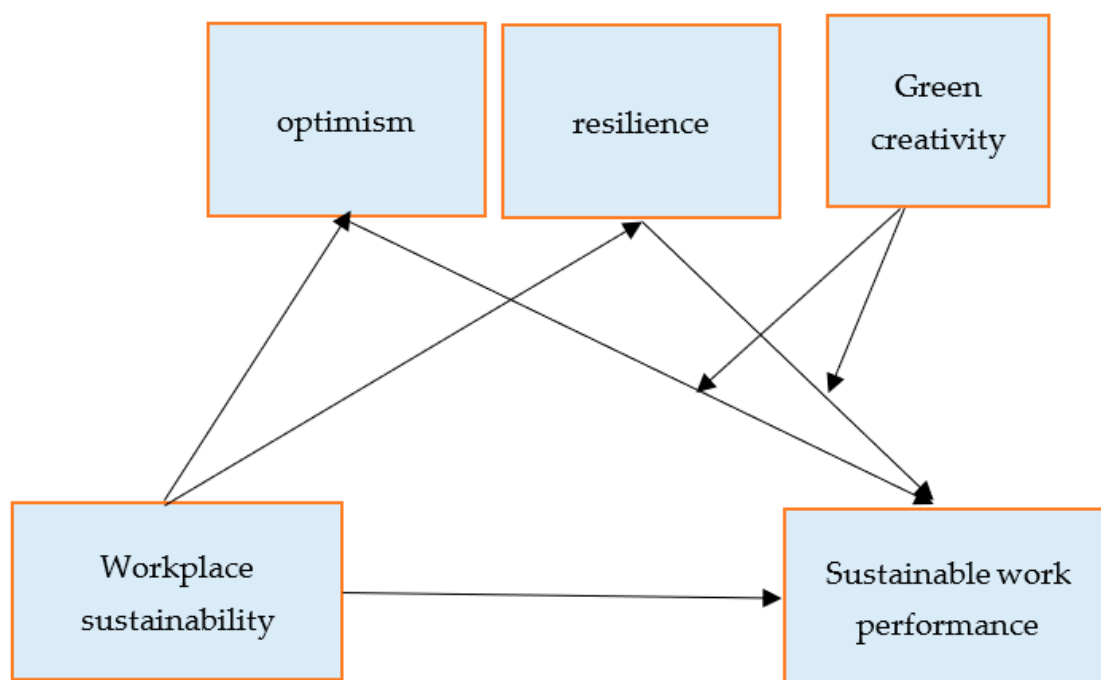 optimism
resilience
Green
creativity
Workplace
sustainability
Sustainable work
performance